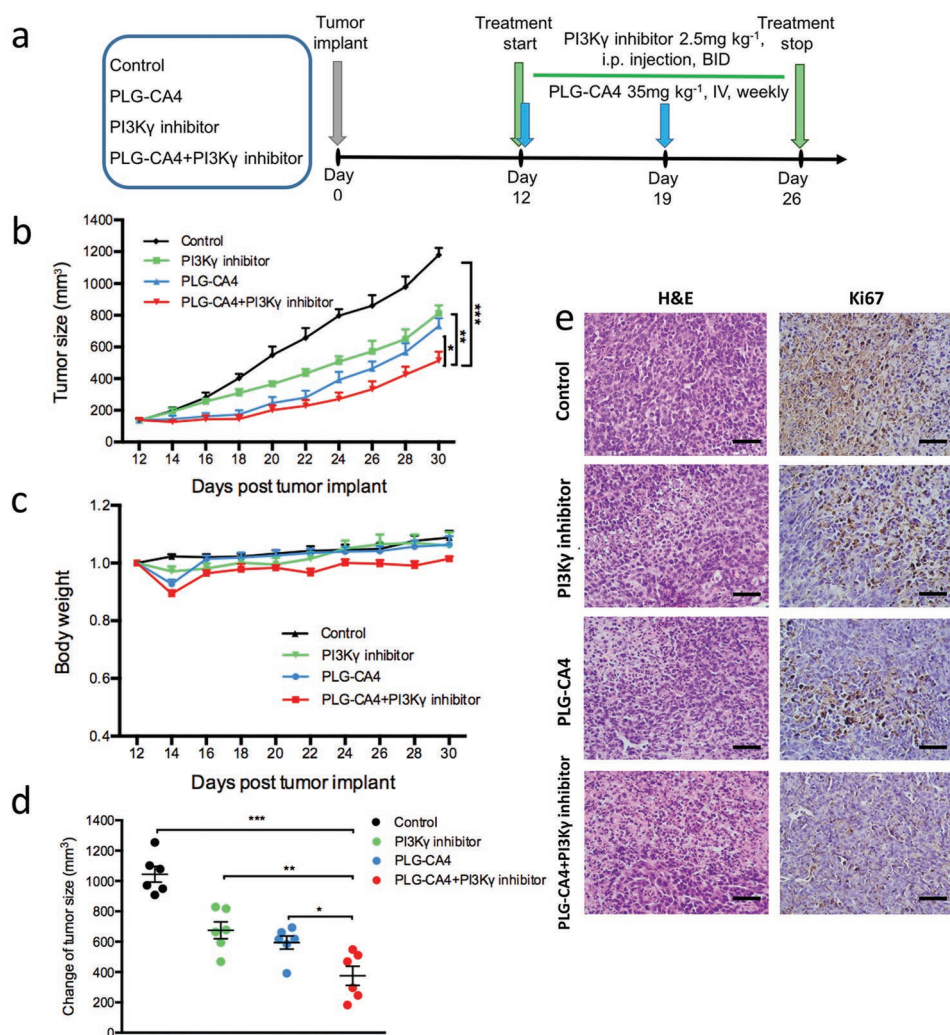 a
Control
PLG-CA4
PI3Kγ inhibitor
PLG-CA4+PI3Kγ inhibitor
Tumor
implant
Treatment
start
PI3Kγ inhibitor 2.5mg kg⁻¹,
i.p. injection, BID
PLG-CA4 35mg kg⁻¹, IV, weekly
Treatment
stop
Day
0
Day
12
Day
19
Day
26
b
Tumor size (mm³)
1400
1200
1000
800
600
400
200
0
Control
PI3Kγ inhibitor
PLG-CA4
PLG-CA4+PI3Kγ inhibitor
*
**
***
12 14 16 18 20 22 24 26 28 30
Days post tumor implant
c
Body weight
1.2
1.0
0.8
0.6
0.4
Control
PI3Kγ inhibitor
PLG-CA4
PLG-CA4+PI3Kγ inhibitor
12 14 16 18 20 22 24 26 28 30
Days post tumor implant
d
Change of tumor size (mm³)
1400
1200
1000
800
600
400
200
0
***
**
*
Control
PI3Kγ inhibitor
PLG-CA4
PLG-CA4+PI3Kγ inhibitor
e
H&E
Ki67
Control
PI3Kγ inhibitor
PLG-CA4
PLG-CA4+PI3Kγ inhibitor